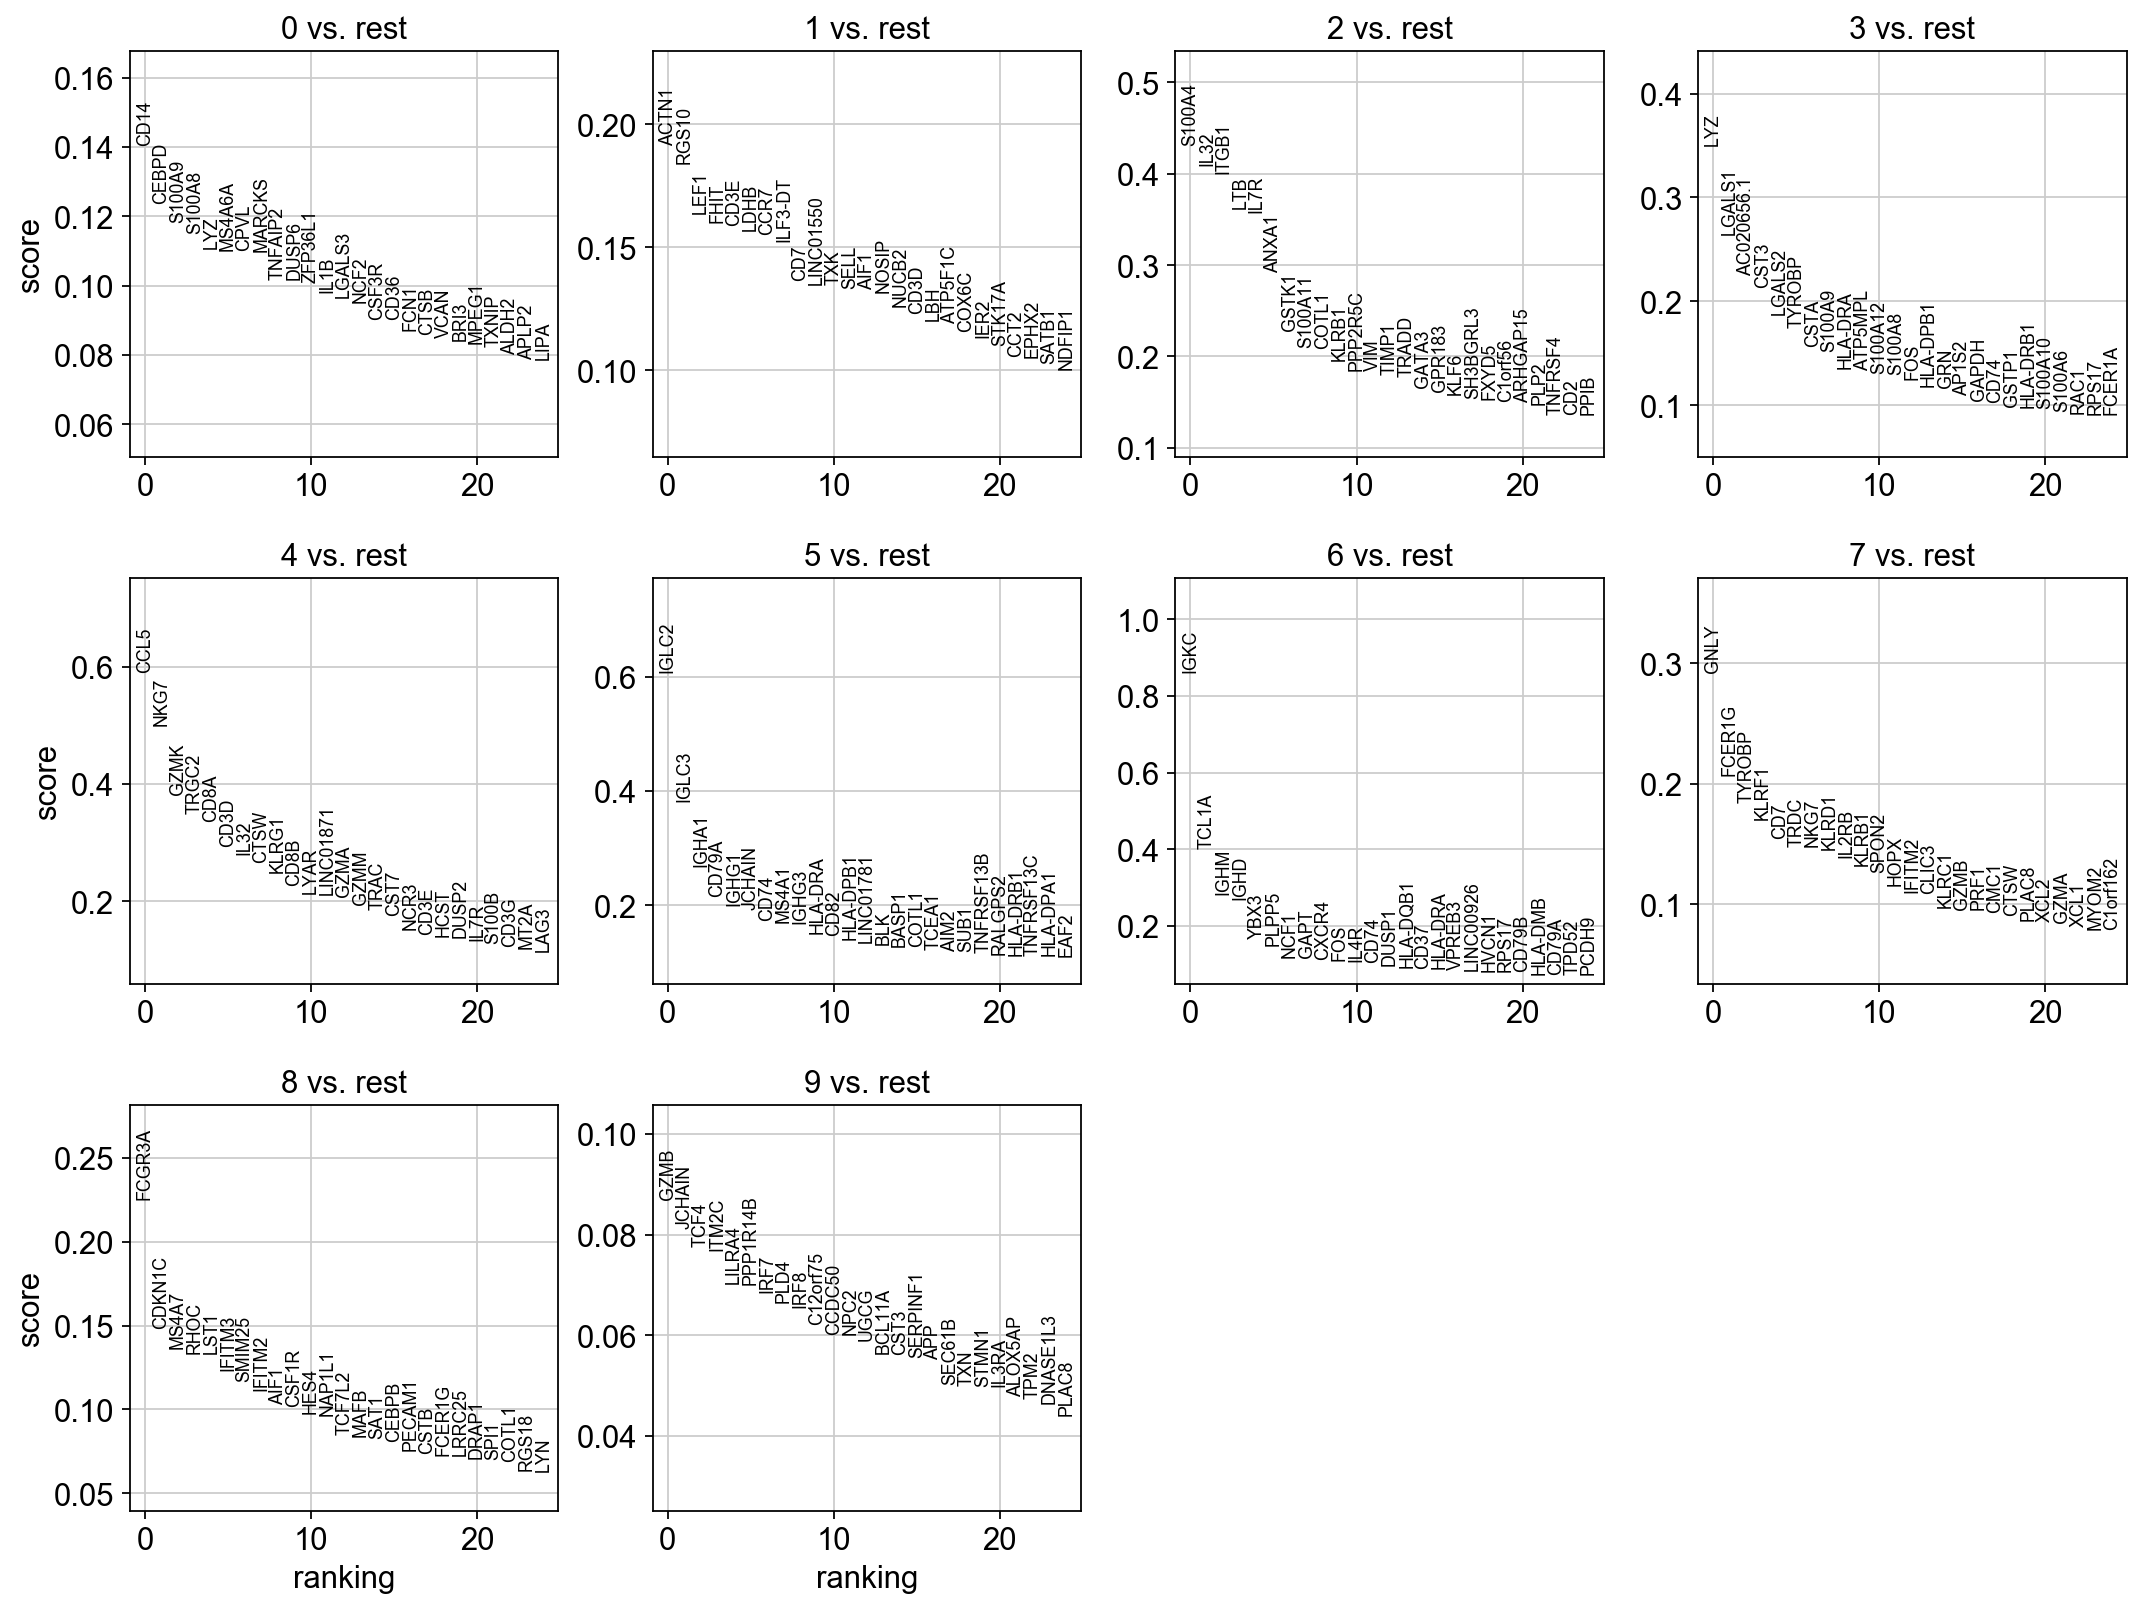 0 vs. rest
score
0.16
0.14
0.12
0.10
0.08
0.06
CD14
CEBPD
S100A9
S100A8
LYZ
MS4A6A
CPVL
MARCKS
TNFAIP2
DUSP6
ZFP36L1
IL1B
LGALS3
NCF2
CSF3R
CD36
FCN1
CTSB
VCAN
BRI3
MPEG1
TXNIP
ALDH2
APLP2
LIPA
0 10 20
1 vs. rest
0.20
0.15
0.10
ACTN1
RGS10
LEF1
FHIT
CD3E
LDHB
CCR7
ILF3-DT
CD7
LINC01550
TXK
SELL
AIF1
NOSIP
NUCB2
CD3D
LBH
ATP5F1C
COX6C
IER2
STK17A
CCT2
EPHX2
SATB1
NDFIP1
0 10 20
2 vs. rest
0.5
0.4
0.3
0.2
0.1
S100A4
IL32
ITGB1
LTB
IL7R
ANXA1
GSTK1
S100A11
COTL1
KLRB1
PPP2R5C
VIM
TIMP1
TRADD
GATA3
GPR183
KLF6
SH3BGRL3
FXYD5
C1orf56
ARHGAP15
PLP2
TNFRSF4
CD2
PPIB
0 10 20
3 vs. rest
0.4
0.3
0.2
0.1
LYZ
LGALS1
AC020656.1
CST3
LGALS2
TYROBP
CSTA
S100A9
HLA-DRA
ATP5MPL
S100A12
S100A8
FOS
HLA-DPB1
GRN
AP1S2
GAPDH
CD74
GSTP1
HLA-DRB1
S100A10
S100A6
RAC1
RPS17
FCER1A
0 10 20
4 vs. rest
score
0.6
0.4
0.2
CCL5
NKG7
GZMK
TRGC2
CD8A
CD3D
IL32
CTSW
KLRG1
CD8B
LYAR
LINC01871
GZMA
GZMM
TRAC
CST7
NCR3
CD3E
HCST
DUSP2
IL7R
S100B
CD3G
MT2A
LAG3
0 10 20
5 vs. rest
0.6
0.4
0.2
IGLC2
IGLC3
IGHA1
CD79A
IGHG1
JCHAIN
CD74
MS4A1
IGHG3
HLA-DRA
CD82
HLA-DPB1
LINC01781
BLK
BASP1
COTL1
TCEA1
AIM2
SUB1
TNFRSF13B
RALGPS2
HLA-DRB1
TNFRSF13C
HLA-DPA1
EAF2
0 10 20
6 vs. rest
1.0
0.8
0.6
0.4
0.2
IGKC
TCL1A
IGHM
IGHD
YBX3
PLPP5
NCF1
GAPT
CXCR4
FOS
IL4R
CD74
DUSP1
HLA-DQB1
CD37
HLA-DRA
VPREB3
LINC00926
HVCN1
RPS17
CD79B
HLA-DMB
CD79A
TPD52
PCDH9
0 10 20
7 vs. rest
0.3
0.2
0.1
GNLY
FCER1G
TYROBP
KLRF1
CD7
TRDC
NKG7
KLRD1
IL2RB
KLRB1
SPON2
HOPX
IFITM2
CLIC3
KLRC1
GZMB
PRF1
CMC1
CTSW
PLAC8
XCL2
GZMA
XCL1
MYOM2
C1orf162
0 10 20
8 vs. rest
score
0.25
0.20
0.15
0.10
0.05
FCGR3A
CDKN1C
MS4A7
RHOC
LST1
IFITM3
SMIM25
IFITM2
AIF1
CSF1R
HES4
NAP1L1
TCF7L2
MAFB
SAT1
CEBPB
PECAM1
CSTB
FCER1G
LRRC25
DRAP1
SPI1
COTL1
RGS18
LYN
0 10 20
ranking
9 vs. rest
0.10
0.08
0.06
0.04
GZMB
JCHAIN
TCF4
ITM2C
LILRA4
PPP1R14B
IRF7
PLD4
IRF8
C12orf75
CCDC50
NPC2
UGCG
BCL11A
CST3
SERPINF1
APP
SEC61B
TXN
STMN1
IL3RA
ALOX5AP
TPM2
DNASE1L3
PLAC8
0 10 20
ranking